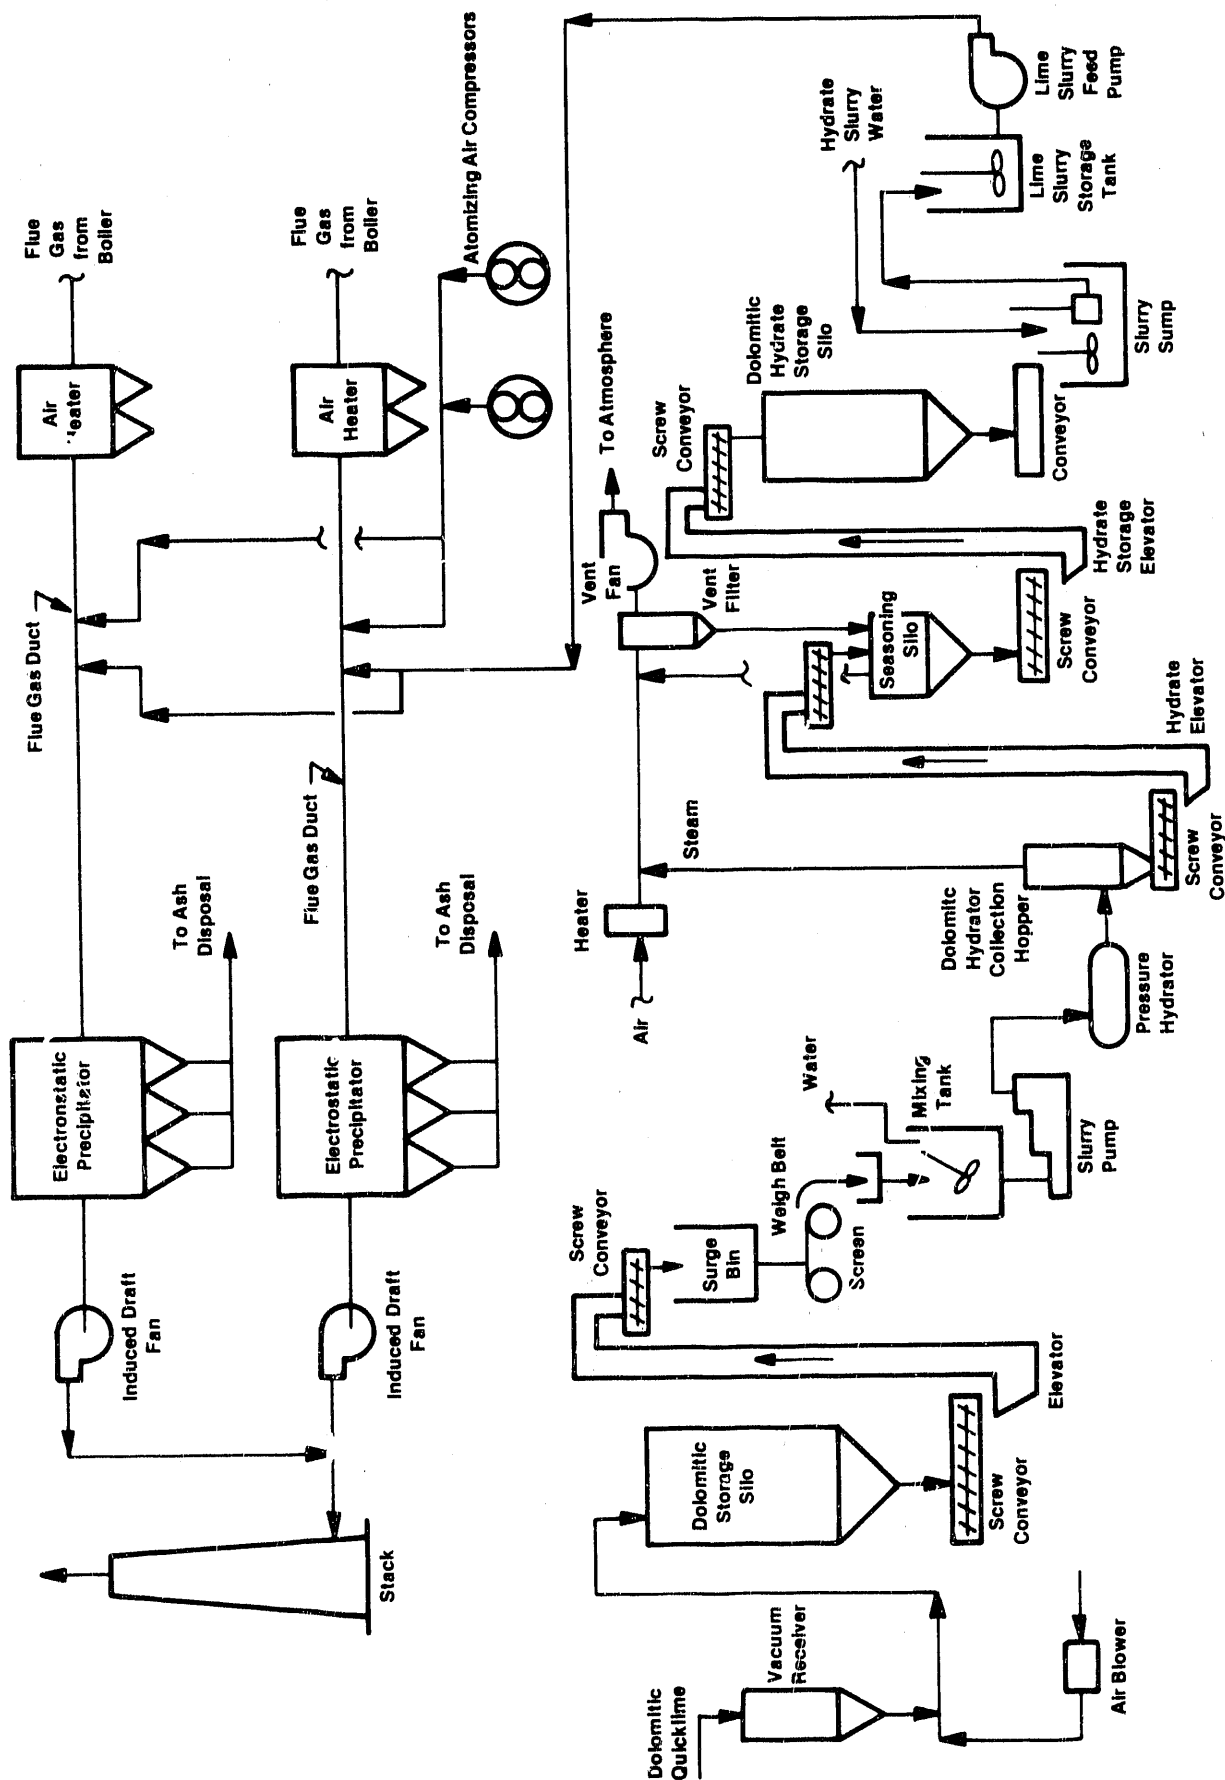 Stack
Induced Draft
Fan
Induced Draft
Fan
Electronstatic
Precipitator
Electrostatic
Precipitator
To Ash
Disposal
To Ash
Disposal
Flue Gas Duct
Flue Gas Duct
Air
Heater
Air
Heater
Flue
Gas
from
Boiler
Flue
Gas
from
Boiler
Atomizing Air Compressors
Dolomitic
Quicklime
Vacuum
Receiver
Air Blower
Dolomitic
Storage
Silo
Screw
Conveyor
Elevator
Screw
Conveyor
Surge
Bin
Screen
Weigh Belt
Water
Mixing
Tank
Slurry
Pump
Pressure
Hydrator
Air
Heater
Steam
Dolomitc
Hydrator
Collection
Hopper
Screw
Conveyor
Hydrate
Elevator
Vent
Fan
Vent
Filter
To Atmosphere
Seasoning
Silo
Screw
Conveyor
Hydrate
Storage
Elevator
Screw
Conveyor
Dolomitic
Hydrate
Storage
Silo
Conveyor
Slurry
Sump
Hydrate
Slurry
Water
Lime
Slurry
Storage
Tank
Lime
Slurry
Feed
Pump